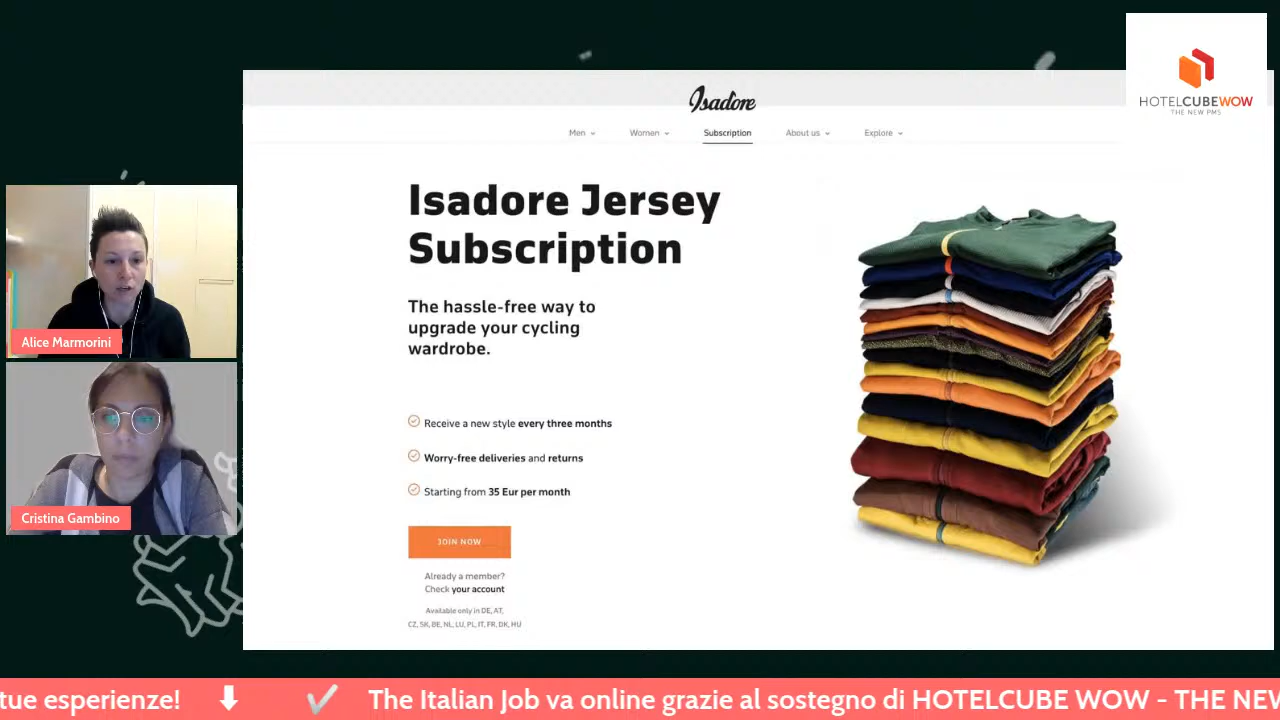 HOTELCUBEWOW
THE NEW PMS
Isadore
Men
Women
Subscription
About us
Explore
Isadore Jersey
Subscription
The hassle-free way to
upgrade your cycling
wardrobe.
Receive a new style every three months
Worry-free deliveries and returns
Starting from 35 Eur per month
JOIN NOW
Already a member?
Check your account
Available only in DE, AT,
CZ, SK, BE, NL, LU, PL, IT, FR, DK, HU
Alice Marmorini
Cristina Gambino
tue esperienze! ⬇ ✔ The Italian Job va online grazie al sostegno di HOTELCUBE WOW - THE NEW